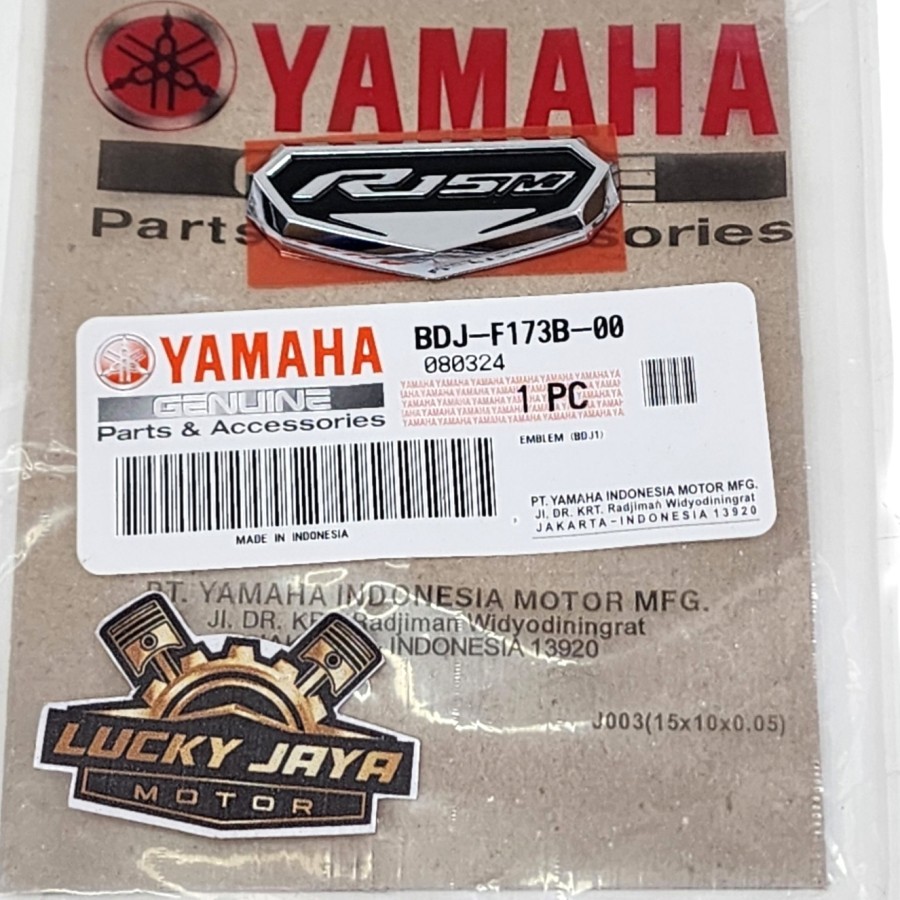 YAMAHA
R15M
Parts
sories
YAMAHA
GENUINE
Parts & Accessories
BDJ-F173B-00
080324
1 PC
EMBLEM (BDJ1)
MADE IN INDONESIA
PT. YAMAHA INDONESIA MOTOR MFG.
Jl. DR. KRT. Radjiman Widyodiningrat
JAKARTA-INDONESIA 13920
PT. YAMAHA INDONESIA MOTOR MFG.
Jl. DR. KRT. Radjiman Widyodiningrat
INDONESIA 13920
J003(15x10x0.05)
LUCKY JAYA
MOTOR